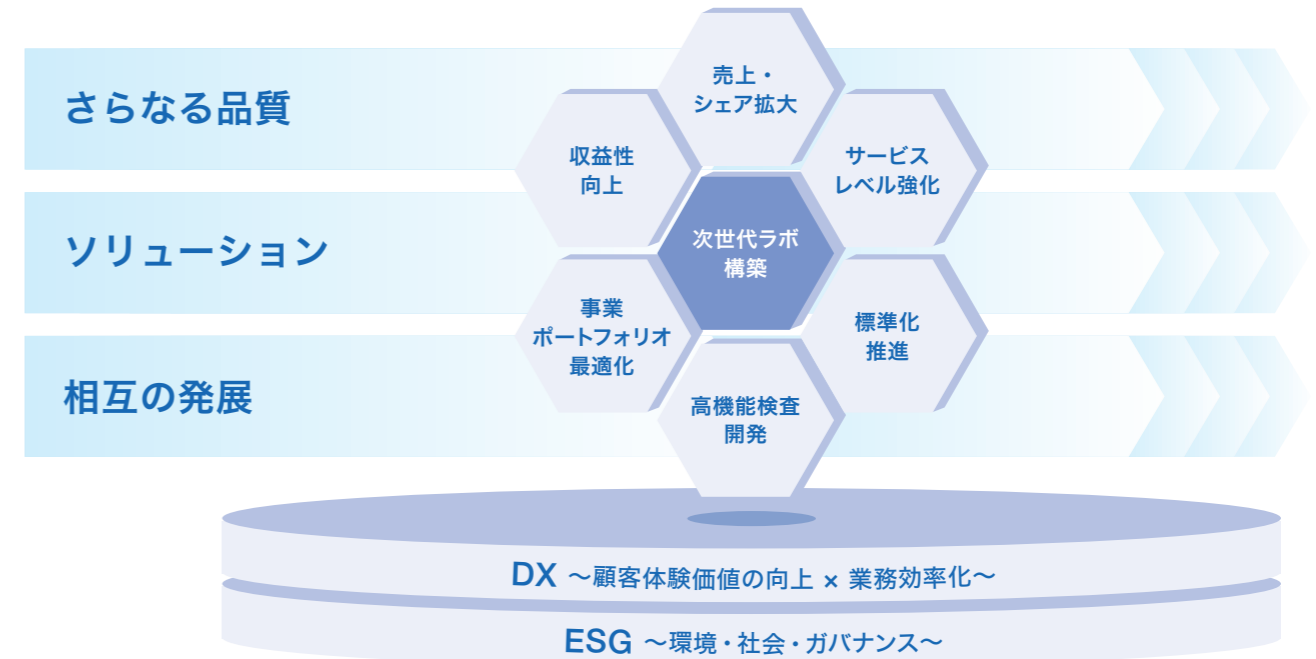 さらなる品質
ソリューション
相互の発展
売上・
シェア拡大
収益性
向上
サービス
レベル強化
次世代ラボ
構築
事業
ポートフォリオ
最適化
標準化
推進
高機能検査
開発
DX ～顧客体験価値の向上 × 業務効率化～
ESG ～環境・社会・ガバナンス～